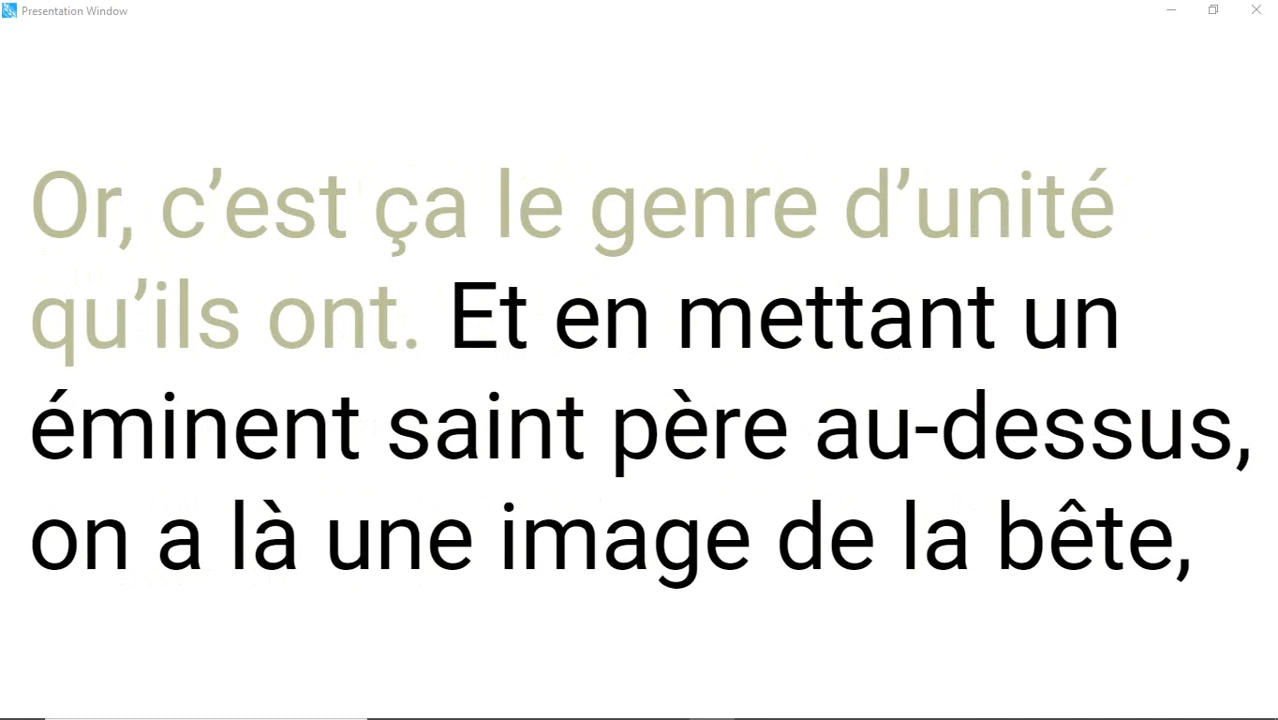 Presentation Window
Or, c’est ça le genre d’unité
qu’ils ont. Et en mettant un
éminent saint père au-dessus,
on a là une image de la bête,